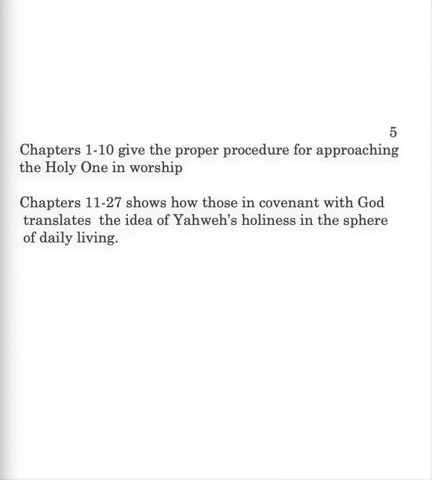 5
Chapters 1-10 give the proper procedure for approaching
the Holy One in worship
Chapters 11-27 shows how those in covenant with God
translates the idea of Yahweh's holiness in the sphere
of daily living.